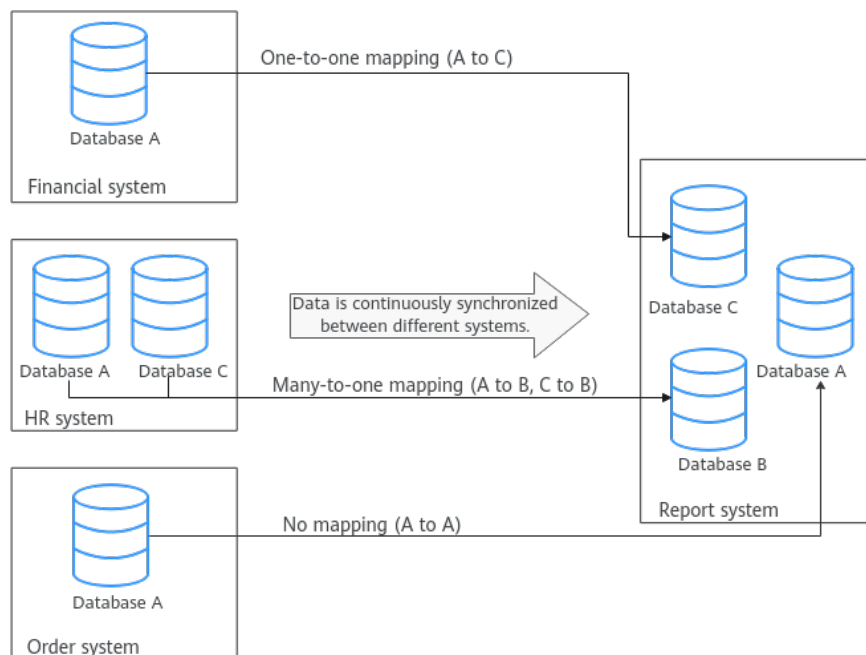 One-to-one mapping (A to C)
Database A
Financial system
Data is continuously synchronized
between different systems.
Database C
Database A
Database C
Database A
Many-to-one mapping (A to B, C to B)
HR system
Database B
Report system
No mapping (A to A)
Database A
Order system